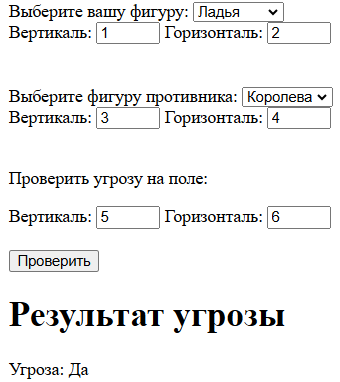 Выберите вашу фигуру: Ладья
Вертикаль: 1 Горизонталь: 2
Выберите фигуру противника: Королева
Вертикаль: 3 Горизонталь: 4
Проверить угрозу на поле:
Вертикаль: 5 Горизонталь: 6
Проверить
Результат угрозы
Угроза: Да